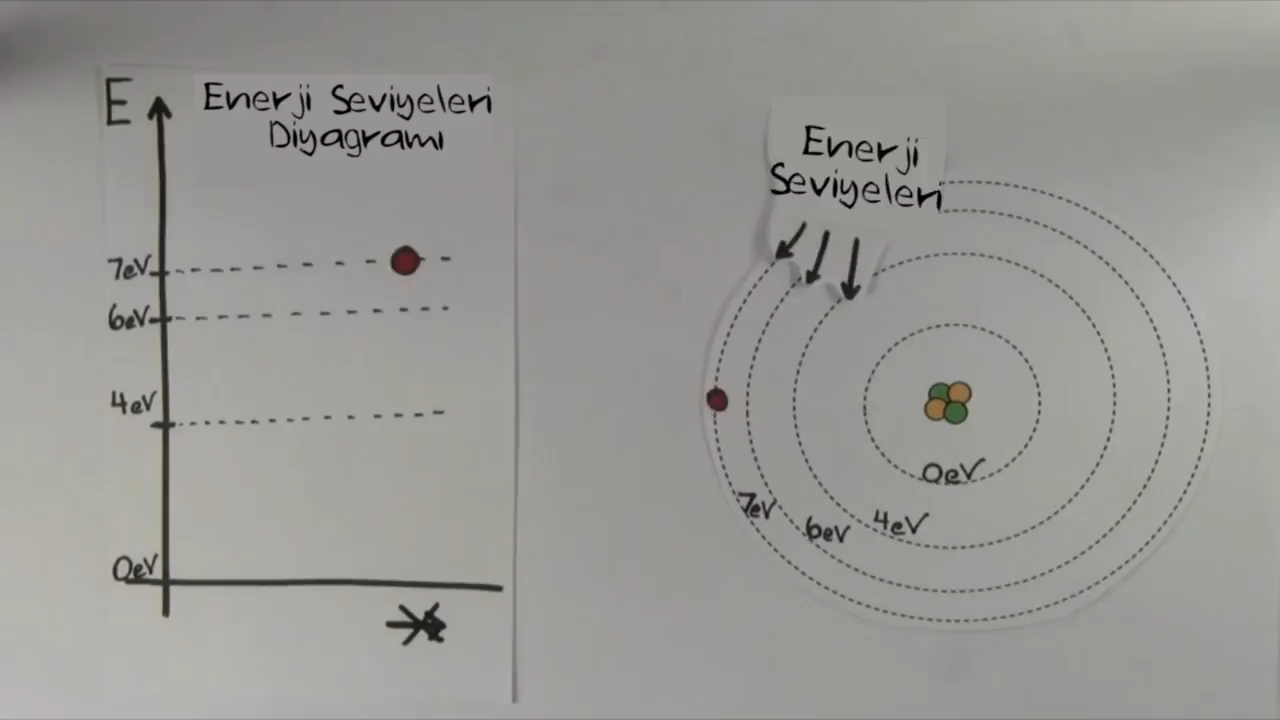 E
Enerji Seviyeleri
Diyagramı
7eV
6eV
4eV
0eV
Enerji
Seviyeleri
0eV
7eV
6eV
4eV